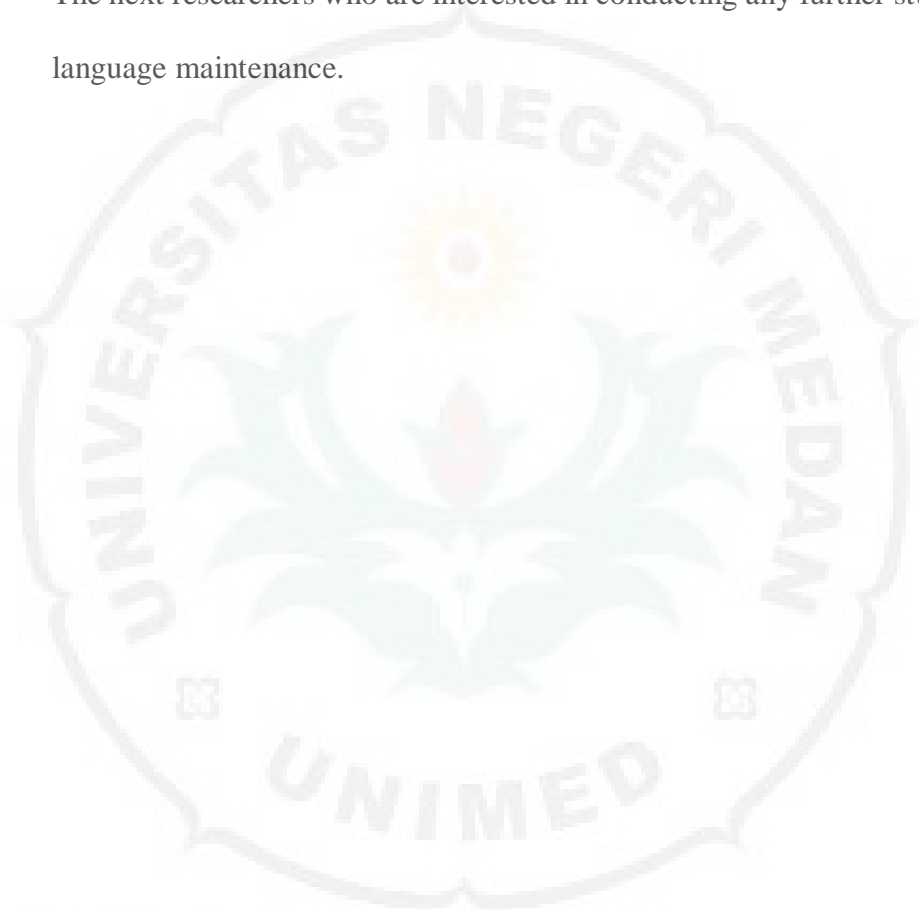 The next researchers who are interested in conducting any further
language maintenance.
UNIVERSITAS NEGERI MEDAN
UNIMED